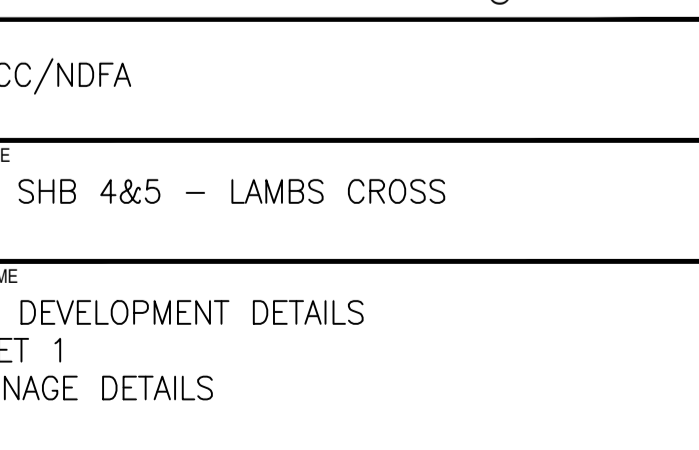 CC/NDFA
E
SHB 4&5 – LAMBS CROSS
ME
DEVELOPMENT DETAILS
ET 1
NAGE DETAILS